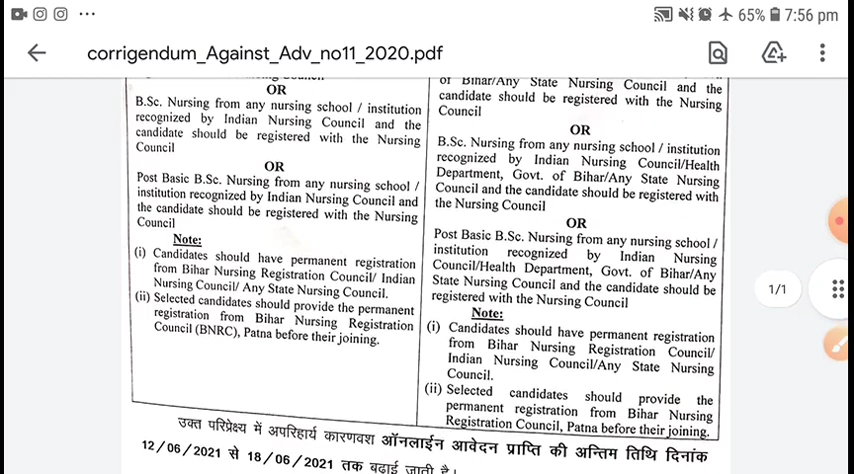 65% 7:56 pm
corrigendum_Against_Adv_no11_2020.pdf
OR
B.Sc. Nursing from any nursing school / institution
recognized by Indian Nursing Council and the
candidate should be registered with the Nursing
Council
OR
Post Basic B.Sc. Nursing from any nursing school /
institution recognized by Indian Nursing Council and
the candidate should be registered with the Nursing
Council
Note:
(i) Candidates should have permanent registration
from Bihar Nursing Registration Council/ Indian
Nursing Council/ Any State Nursing Council.
(ii) Selected candidates should provide the permanent
registration from Bihar Nursing Registration
Council (BNRC), Patna before their joining.
of Bihar/Any State Nursing Council and the
candidate should be registered with the Nursing
Council
OR
B.Sc. Nursing from any nursing school / institution
recognized by Indian Nursing Council/Health
Department, Govt. of Bihar/Any State Nursing
Council and the candidate should be registered with
the Nursing Council
OR
Post Basic B.Sc. Nursing from any nursing school /
institution recognized by Indian Nursing
Council/Health Department, Govt. of Bihar/Any
State Nursing Council and the candidate should be
registered with the Nursing Council
Note:
(i) Candidates should have permanent registration
from Bihar Nursing Registration Council/
Indian Nursing Council/Any State Nursing
Council.
(ii) Selected candidates should provide the
permanent registration from Bihar Nursing
Registration Council, Patna before their joining.
1/1
उक्त परिप्रेक्ष्य में अपरिहार्य कारणवश ऑनलाईन आवेदन प्राप्ति की अन्तिम तिथि दिनांक
12/06/2021 से 18/06/2021 तक बढ़ाई जाती है।